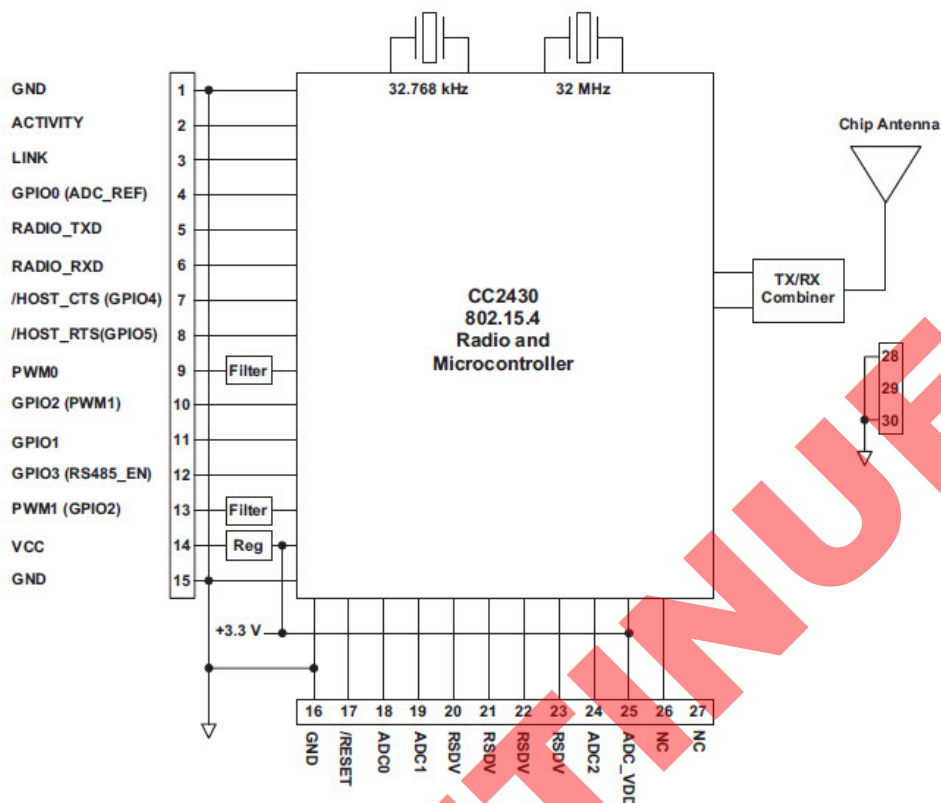 32.768 kHz
32 MHz
Chip Antenna
GND 1
ACTIVITY 2
LINK 3
GPIO0 (ADC_REF) 4
RADIO_TXD 5
RADIO_RXD 6
/HOST_CTS (GPIO4) 7
/HOST_RTS(GPIO5) 8
PWM0 9 Filter
GPIO2 (PWM1) 10
GPIO1 11
GPIO3 (RS485_EN) 12
PWM1 (GPIO2) 13 Filter
VCC 14 Reg
GND 15
CC2430
802.15.4
Radio and
Microcontroller
TX/RX
Combiner
28
29
30
+3.3 V
16 17 18 19 20 21 22 23 24 25 26 27
GND
/RESET
ADC0
ADC1
RSDV
RSDV
RSDV
RSDV
ADC2
ADC_VDD
NC
NC
TINU